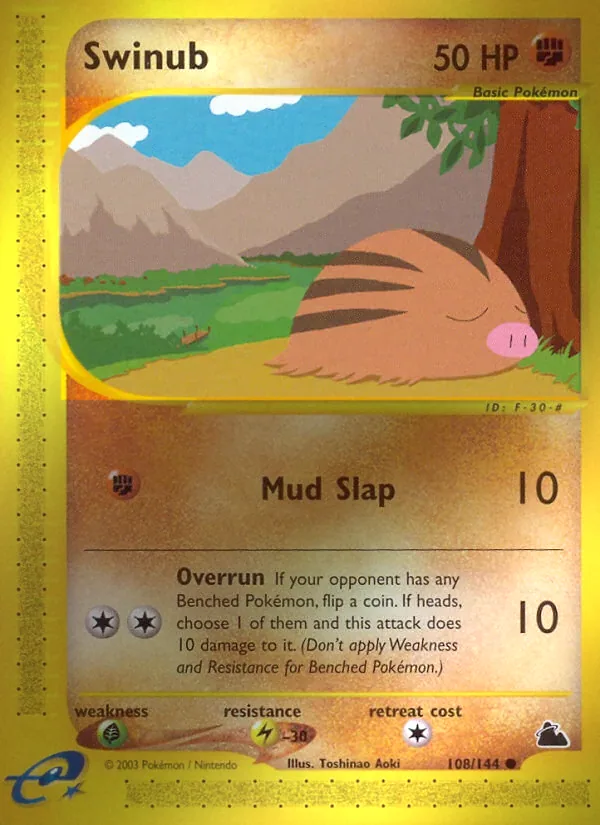 Swinub
50 HP
Basic Pokémon
ID: F-30-#
Mud Slap
10
Overrun If your opponent has any
Benched Pokémon, flip a coin. If heads,
choose 1 of them and this attack does
10 damage to it. (Don't apply Weakness
and Resistance for Benched Pokémon.)
10
weakness
resistance
retreat cost
-30
© 2003 Pokémon / Nintendo
Illus. Toshinao Aoki
108/144
e